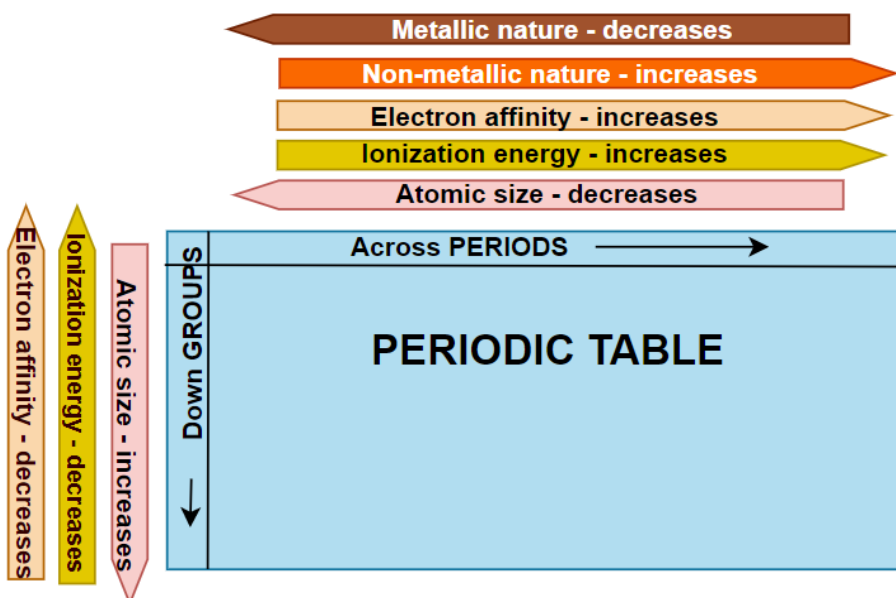 Metallic nature - decreases
Non-metallic nature - increases
Electron affinity - increases
Ionization energy - increases
Atomic size - decreases
Electron affinity - decreases
Ionization energy - decreases
Atomic size - increases
Down GROUPS
Across PERIODS
PERIODIC TABLE